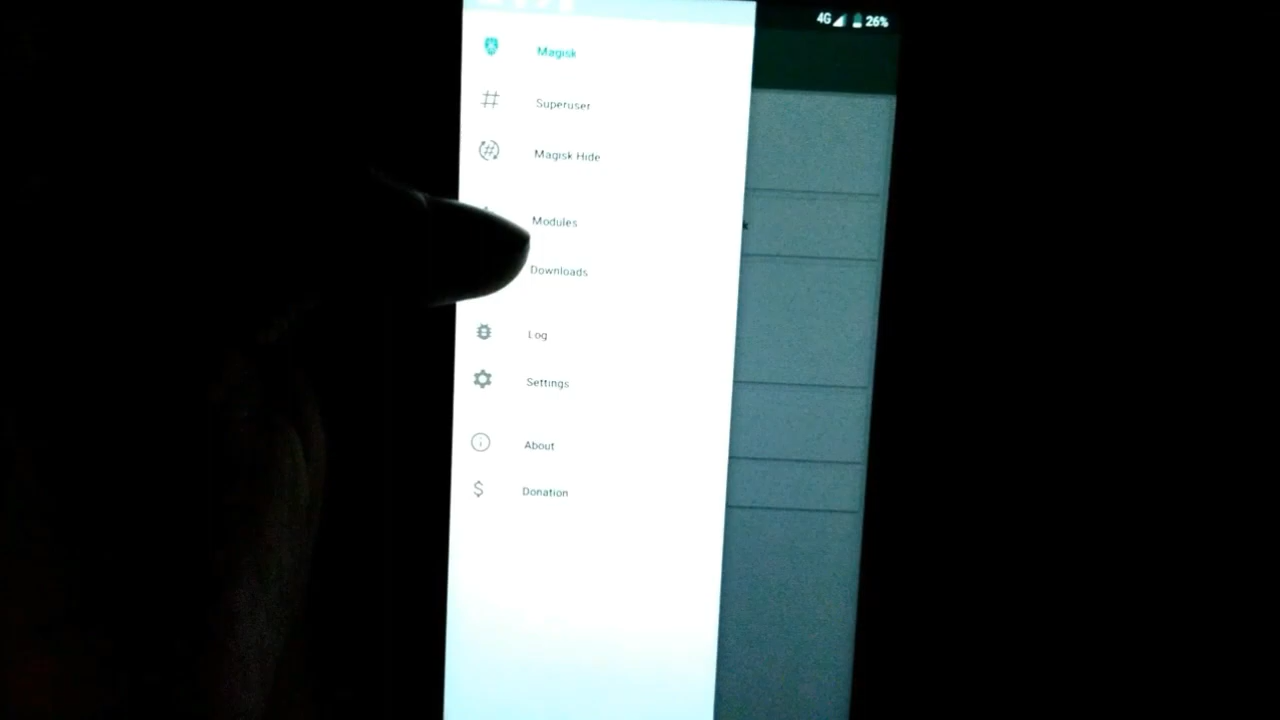 4G 26%
Magisk
Superuser
Magisk Hide
Modules
Downloads
Log
Settings
About
Donation